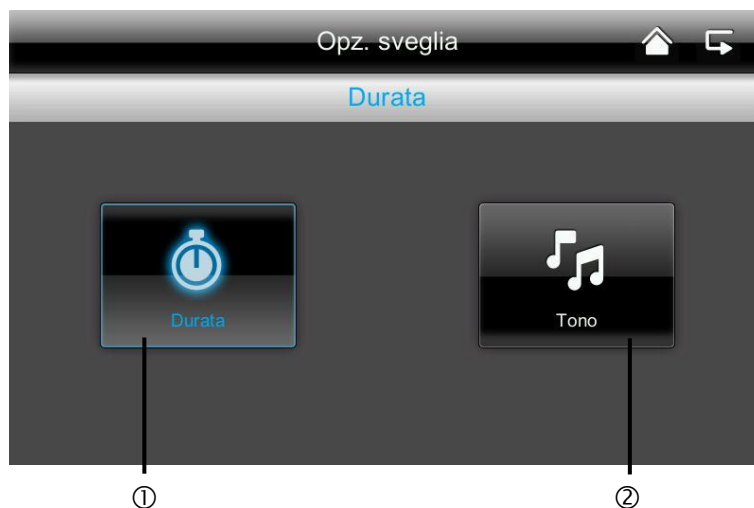 Opz. sveglia
Durata
Durata
Tono
① ②